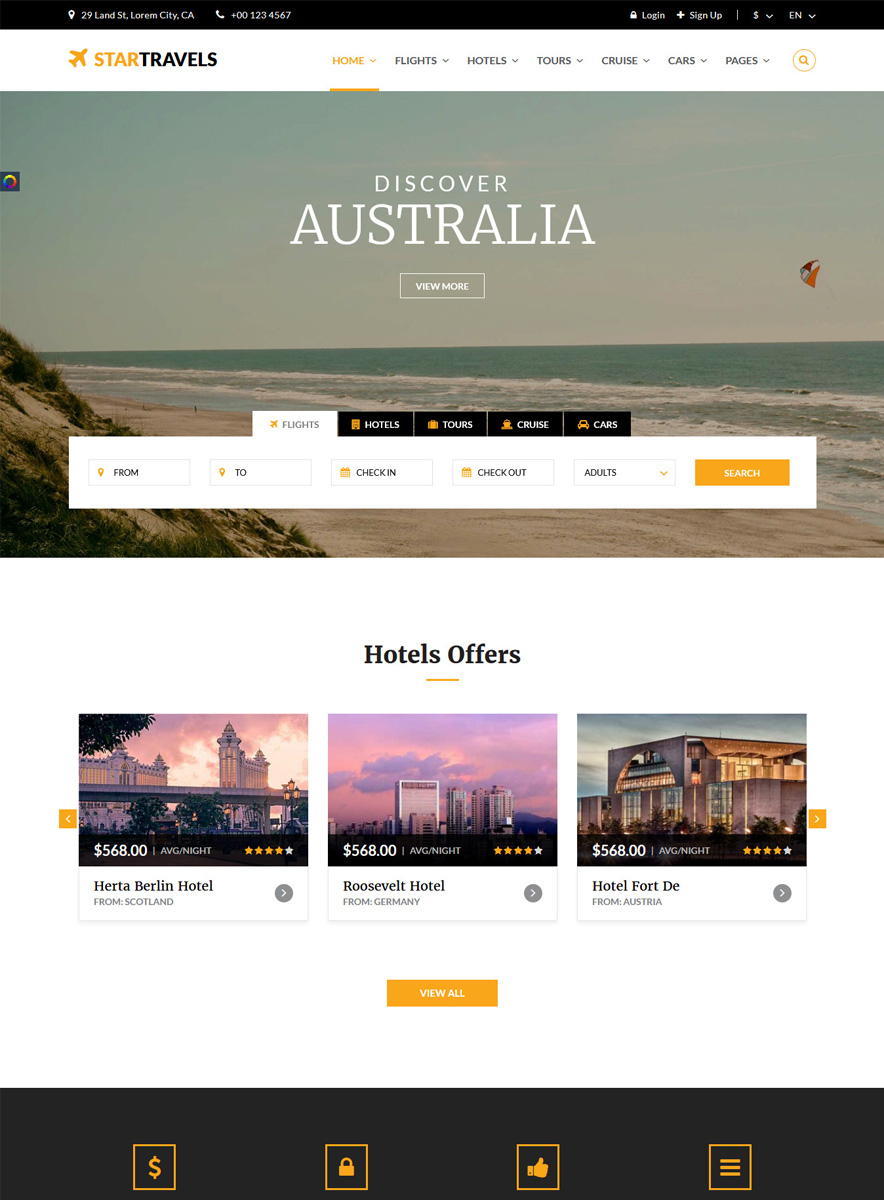 29 Land St, Lorem City, CA +00 123 4567 Login Sign Up | $ EN
STARTRAVELS HOME FLIGHTS HOTELS TOURS CRUISE CARS PAGES
DISCOVER
AUSTRALIA
VIEW MORE
FLIGHTS HOTELS TOURS CRUISE CARS
FROM TO CHECK IN CHECK OUT ADULTS SEARCH
Hotels Offers
$568.00 | AVG/NIGHT $568.00 | AVG/NIGHT $568.00 | AVG/NIGHT
Herta Berlin Hotel Roosevelt Hotel Hotel Fort De
FROM: SCOTLAND FROM: GERMANY FROM: AUSTRIA
VIEW ALL
$